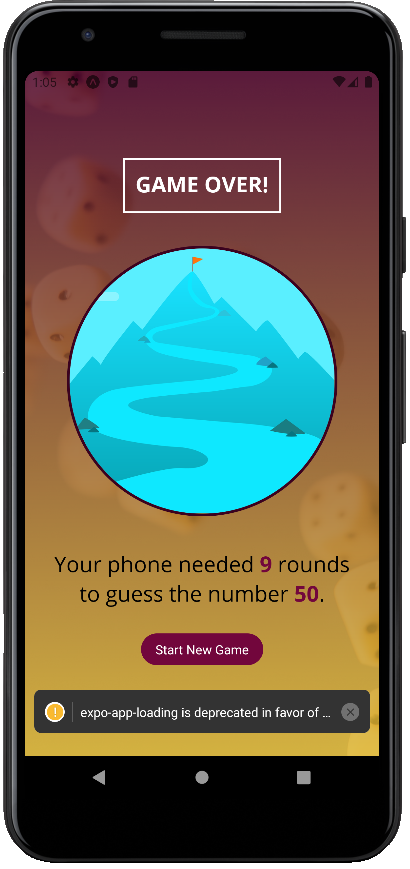 1:05
GAME OVER!
Your phone needed 9 rounds
to guess the number 50.
Start New Game
expo-app-loading is deprecated in favor of ...